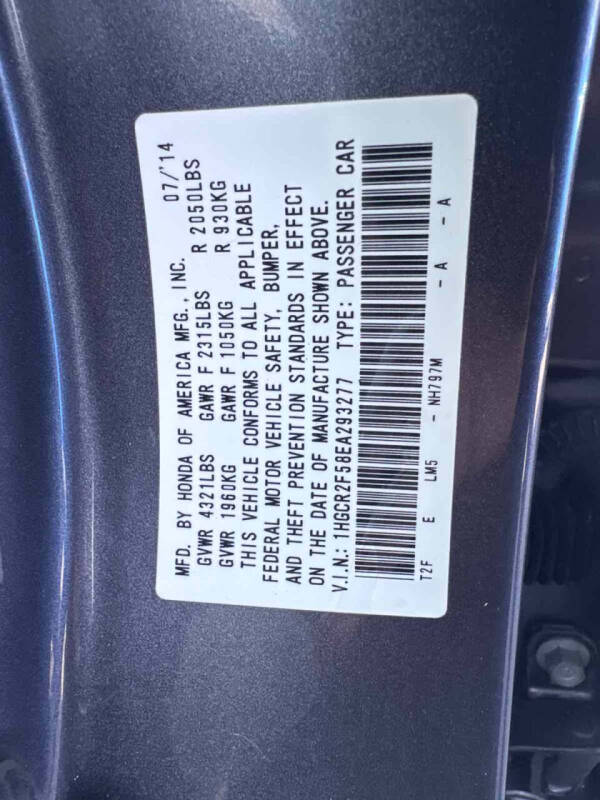 MFD. BY HONDA OF AMERICA MFG., INC. 07/'14
GVWR 4321LBS GAWR F 2315LBS R 2050LBS
GVWR 1960KG GAWR F 1050KG R 930KG
THIS VEHICLE CONFORMS TO ALL APPLICABLE
FEDERAL MOTOR VEHICLE SAFETY, BUMPER,
AND THEFT PREVENTION STANDARDS IN EFFECT
ON THE DATE OF MANUFACTURE SHOWN ABOVE.
V.I.N.: 1HGCR2F58EA293277 TYPE: PASSENGER CAR
T2F E LM5 - NH797M - A - A